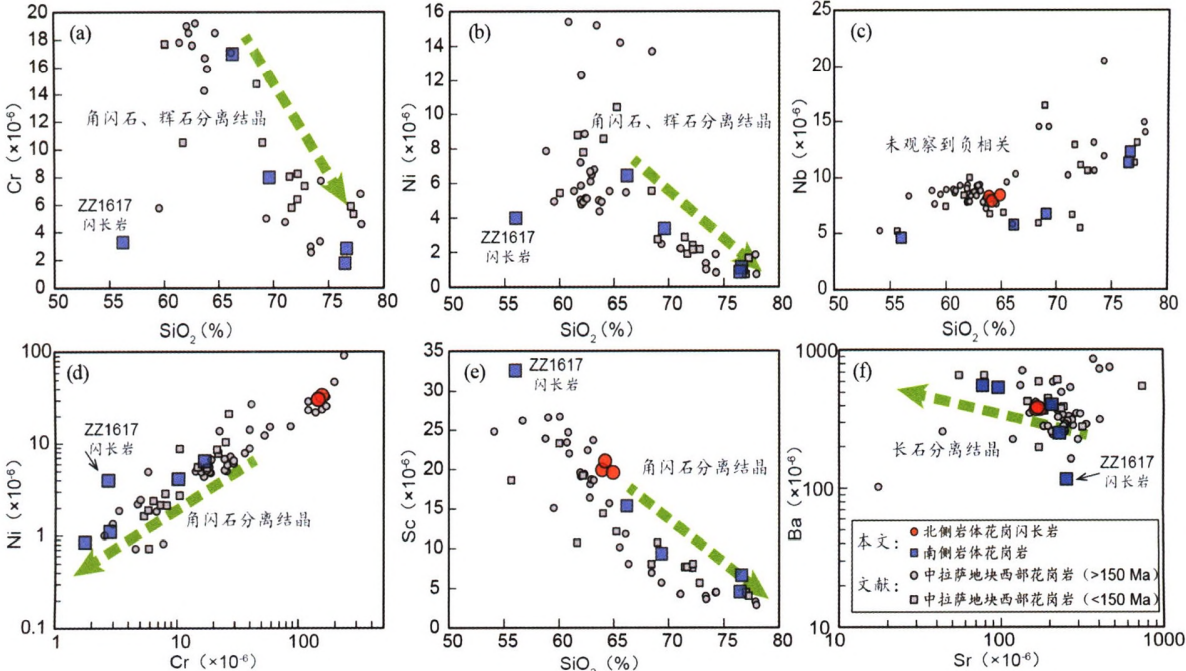 (a)
20
18
16
14
12
10
8
6
4
2
0
Cr(×10⁻⁶)
角闪石、辉石分离结晶
ZZ1617
闪长岩
50 55 60 65 70 75 80
SiO₂(%)
(b)
16
14
12
10
8
6
4
2
0
Ni(×10⁻⁶)
角闪石、辉石分离结晶
ZZ1617
闪长岩
50 55 60 65 70 75 80
SiO₂(%)
(c)
25
20
15
10
5
0
Nb(×10⁻⁶)
未观察到负相关
50 55 60 65 70 75 80
SiO₂(%)
(d)
100
10
1
0.1
Ni(×10⁻⁶)
ZZ1617
闪长岩
角闪石分离结晶
1 10 100
Cr(×10⁻⁶)
(e)
35
30
25
20
15
10
5
0
Sc(×10⁻⁶)
ZZ1617
闪长岩
角闪石分离结晶
50 55 60 65 70 75 80
SiO₂(%)
(f)
1000
100
10
Ba(×10⁻⁶)
长石分离结晶
ZZ1617
闪长岩
本文:
北侧岩体花岗闪长岩
南侧岩体花岗岩
文献:
中拉萨地块西部花岗岩(>150 Ma)
中拉萨地块西部花岗岩(<150 Ma)
10 100 1000
Sr(×10⁻⁶)